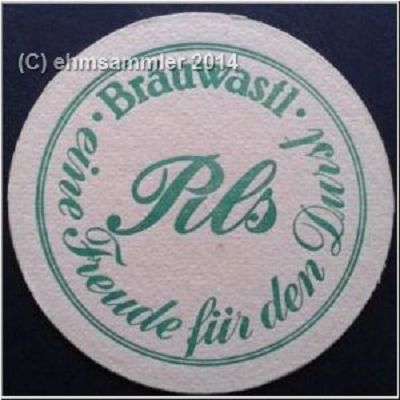 (C) ehmsammler 2014
· Bräuwastl ·
Pils
eine Freude für den Durst